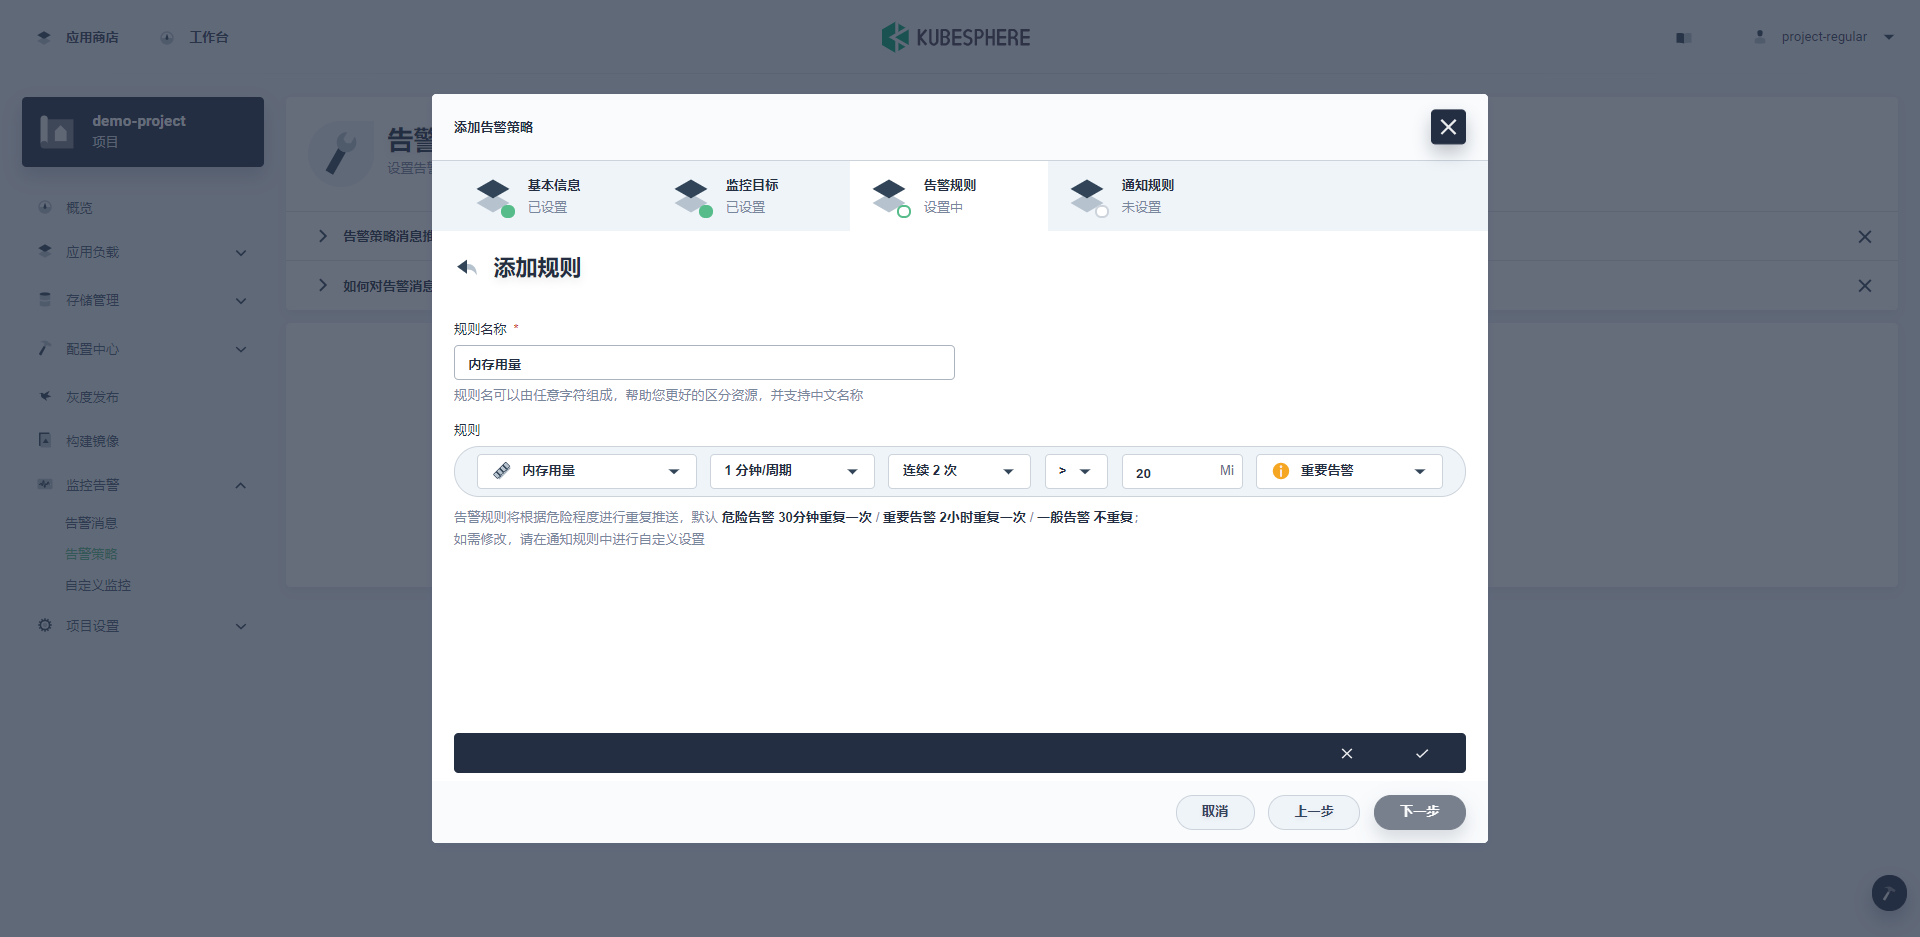 应用商店
工作台
KUBESPHERE
project-regular
demo-project
项目
概览
应用负载
存储管理
配置中心
灰度发布
构建镜像
监控告警
告警消息
告警策略
自定义监控
项目设置
告警
设置告警
告警策略消息
如何对告警消息
添加告警策略
基本信息
已设置
监控目标
已设置
告警规则
设置中
通知规则
未设置
添加规则
规则名称 *
内存用量
规则名可以由任意字符组成，帮助您更好的区分资源，并支持中文名称
规则
内存用量
1 分钟/周期
连续 2 次
>
20
Mi
重要告警
告警规则将根据危险程度进行重复推送，默认 危险告警 30分钟重复一次 / 重要告警 2小时重复一次 / 一般告警 不重复；
如需修改，请在通知规则中进行自定义设置
取消
上一步
下一步